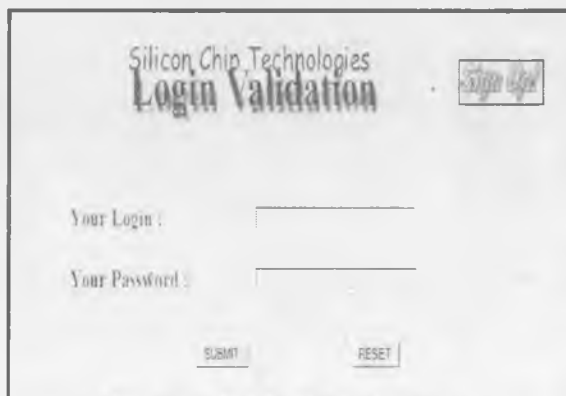 Silicon Chip Technologies
Login Validation
Sign Up!
Your Login :
Your Password :
SUBMIT
RESET